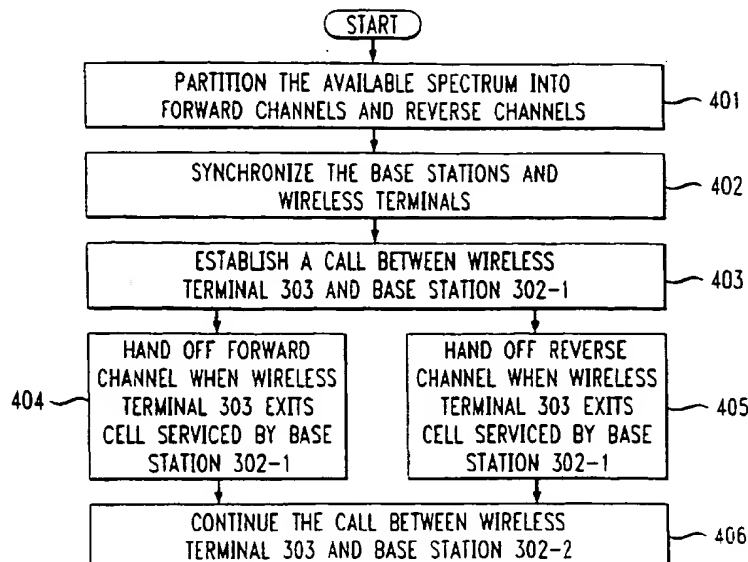 START
PARTITION THE AVAILABLE SPECTRUM INTO
FORWARD CHANNELS AND REVERSE CHANNELS
401
SYNCHRONIZE THE BASE STATIONS AND
WIRELESS TERMINALS
402
ESTABLISH A CALL BETWEEN WIRELESS
TERMINAL 303 AND BASE STATION 302-1
403
HAND OFF FORWARD
CHANNEL WHEN WIRELESS
TERMINAL 303 EXITS
CELL SERVICED BY BASE
STATION 302-1
404
HAND OFF REVERSE
CHANNEL WHEN WIRELESS
TERMINAL 303 EXITS
CELL SERVICED BY BASE
STATION 302-1
405
CONTINUE THE CALL BETWEEN WIRELESS
TERMINAL 303 AND BASE STATION 302-2
406